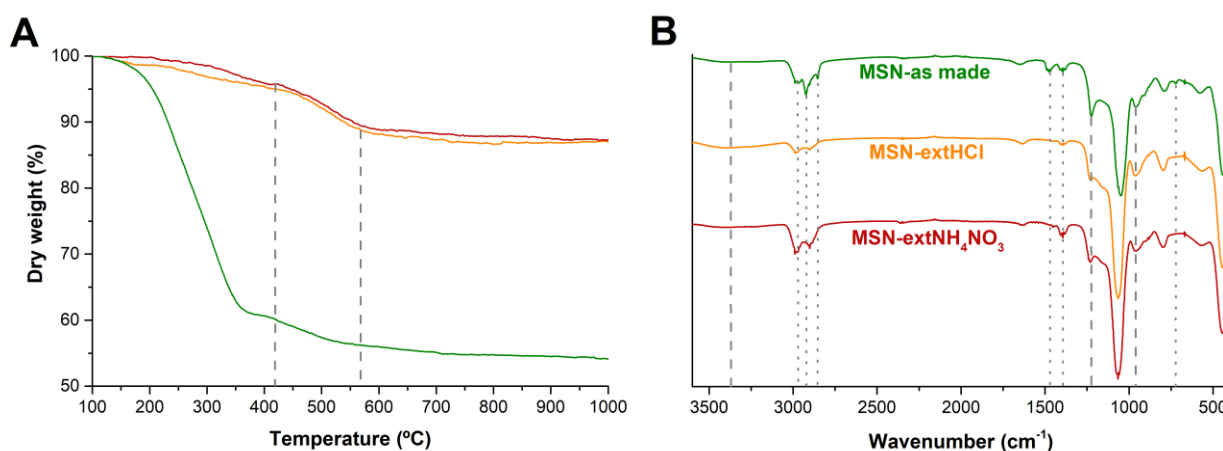 A
100
90
80
70
60
50
Dry weight (%)
100 200 300 400 500 600 700 800 900 1000
Temperature (ºC)
B
MSN-as made
MSN-extHCl
MSN-extNH₄NO₃
3500 3000 2500 2000 1500 1000 500
Wavenumber (cm⁻¹)